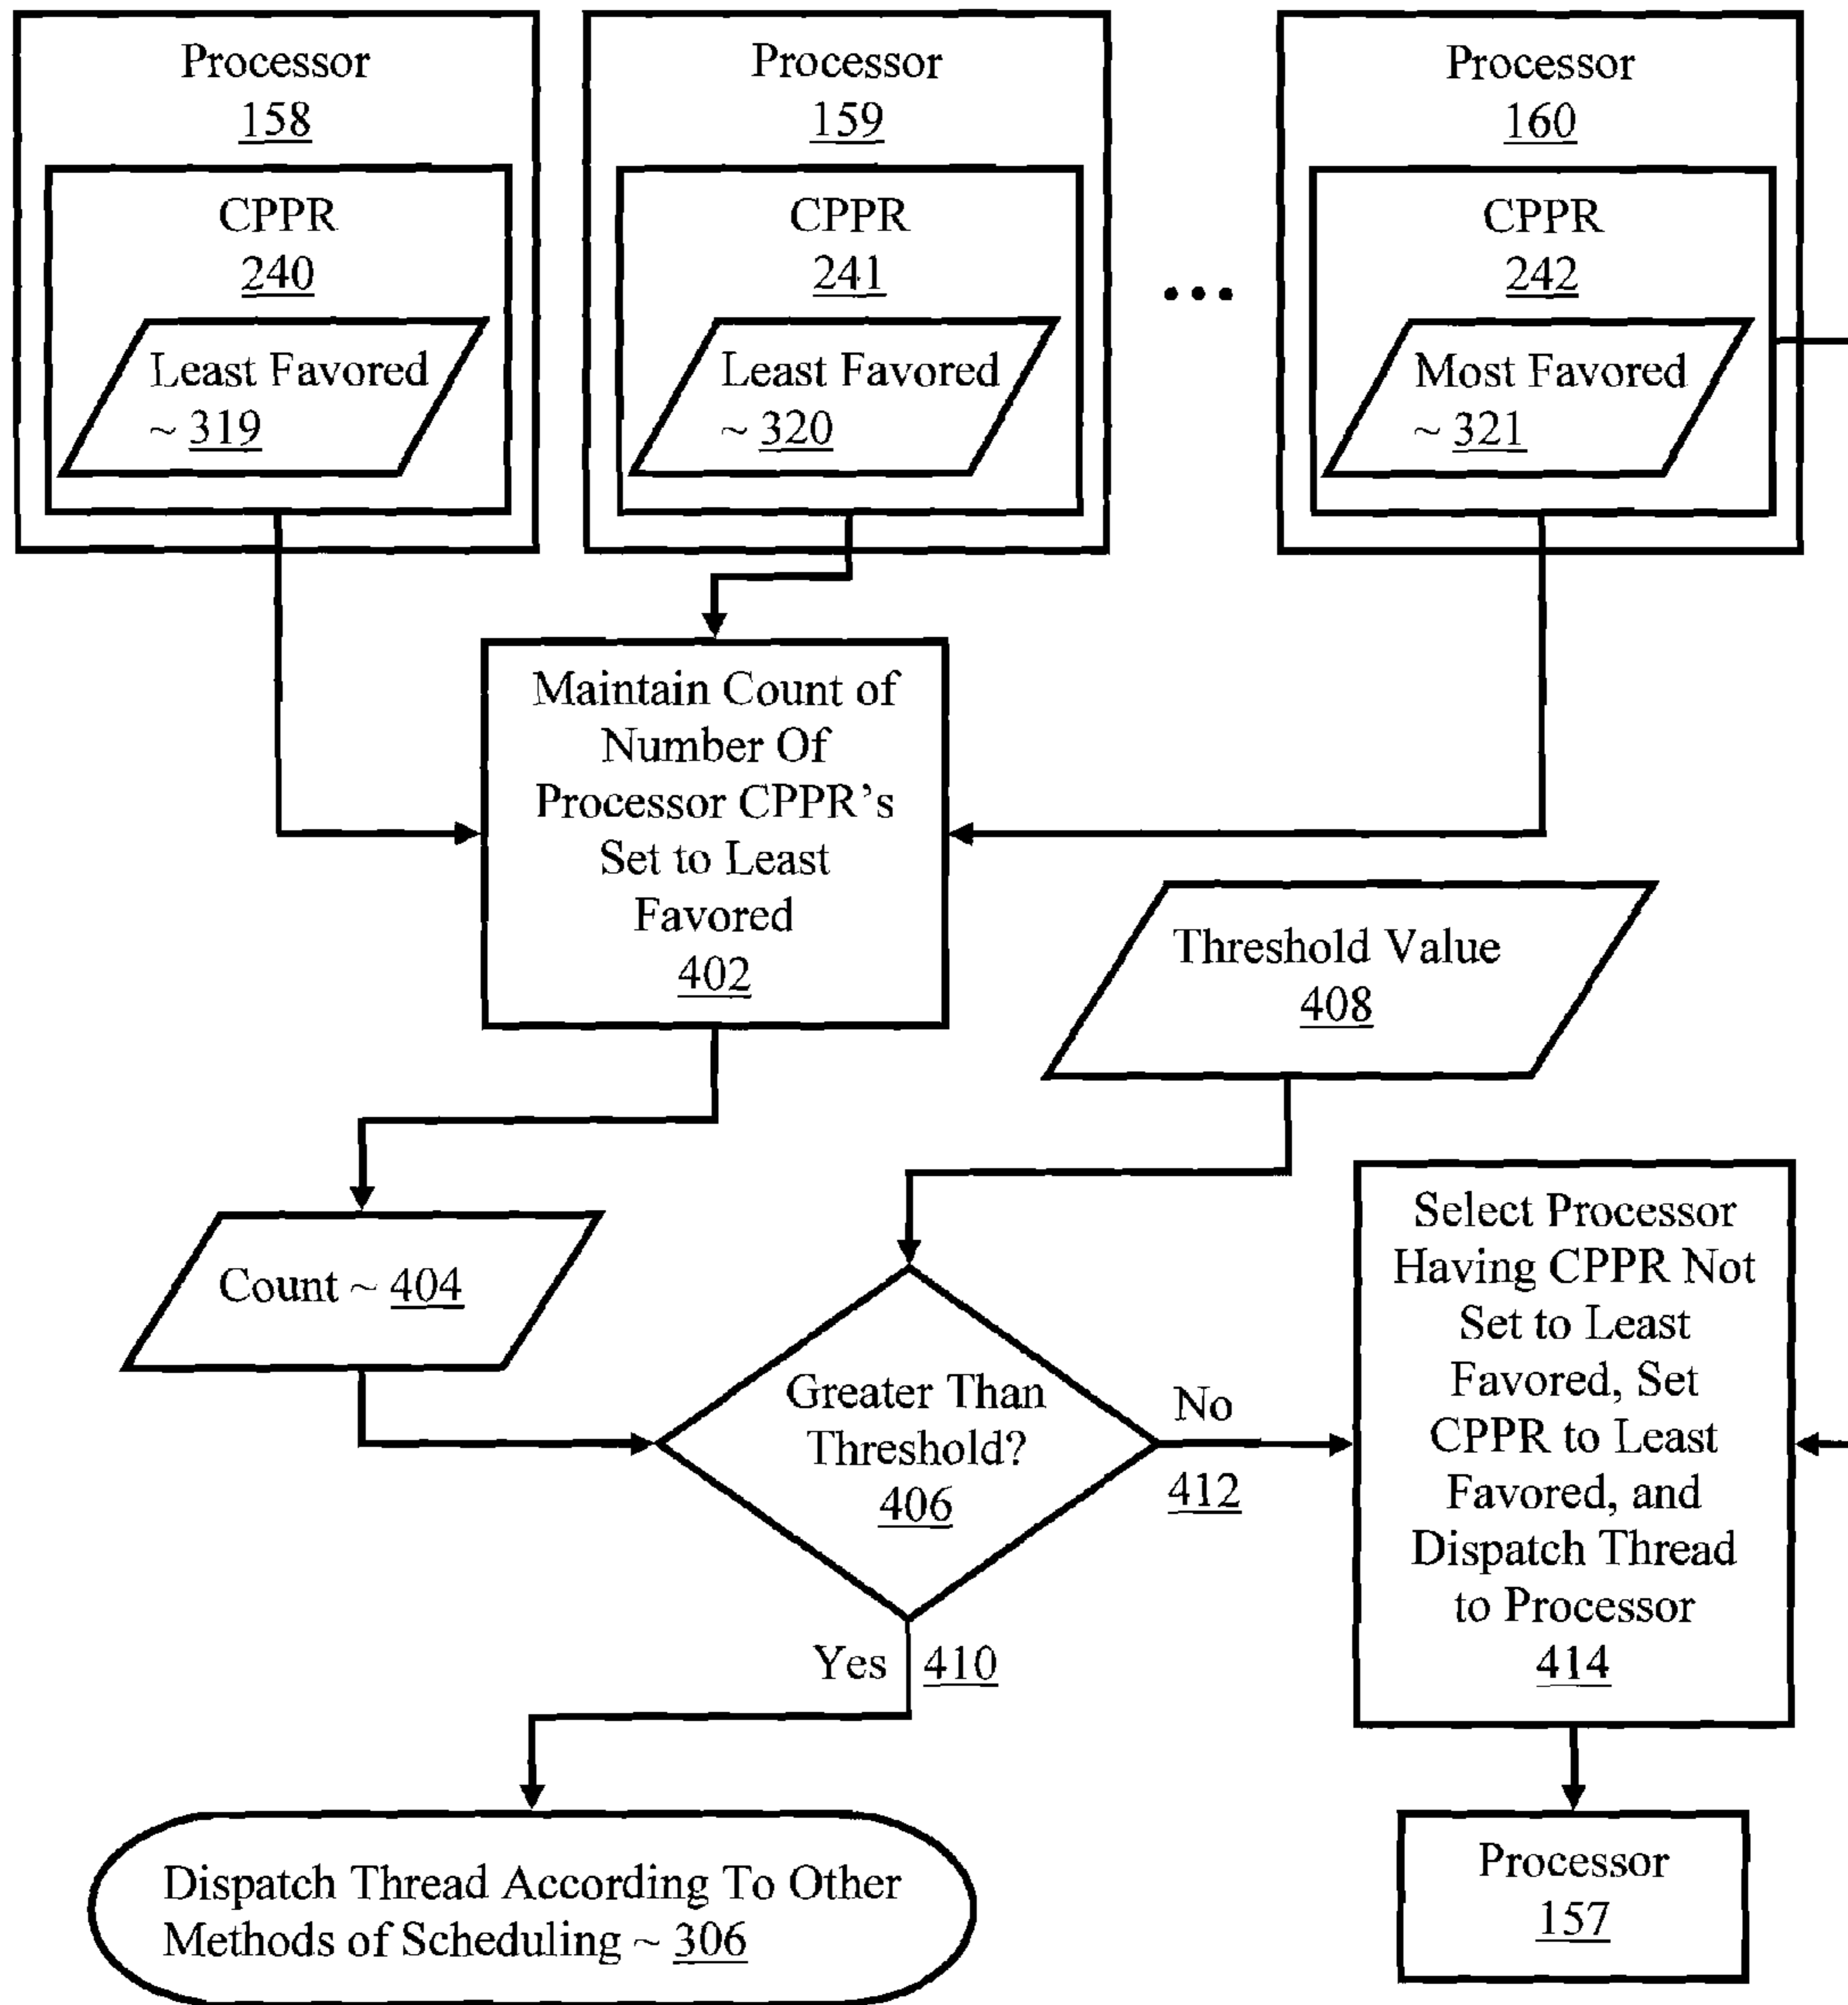 Processor
158
CPPR
240
Least Favored
~ 319
Processor
159
CPPR
241
Least Favored
~ 320
...
Processor
160
CPPR
242
Most Favored
~ 321
Maintain Count of
Number Of
Processor CPPR's
Set to Least
Favored
402
Threshold Value
408
Count ~ 404
Greater Than
Threshold?
406
No
412
Yes 410
Select Processor
Having CPPR Not
Set to Least
Favored, Set
CPPR to Least
Favored, and
Dispatch Thread
to Processor
414
Dispatch Thread According To Other
Methods of Scheduling ~ 306
Processor
157